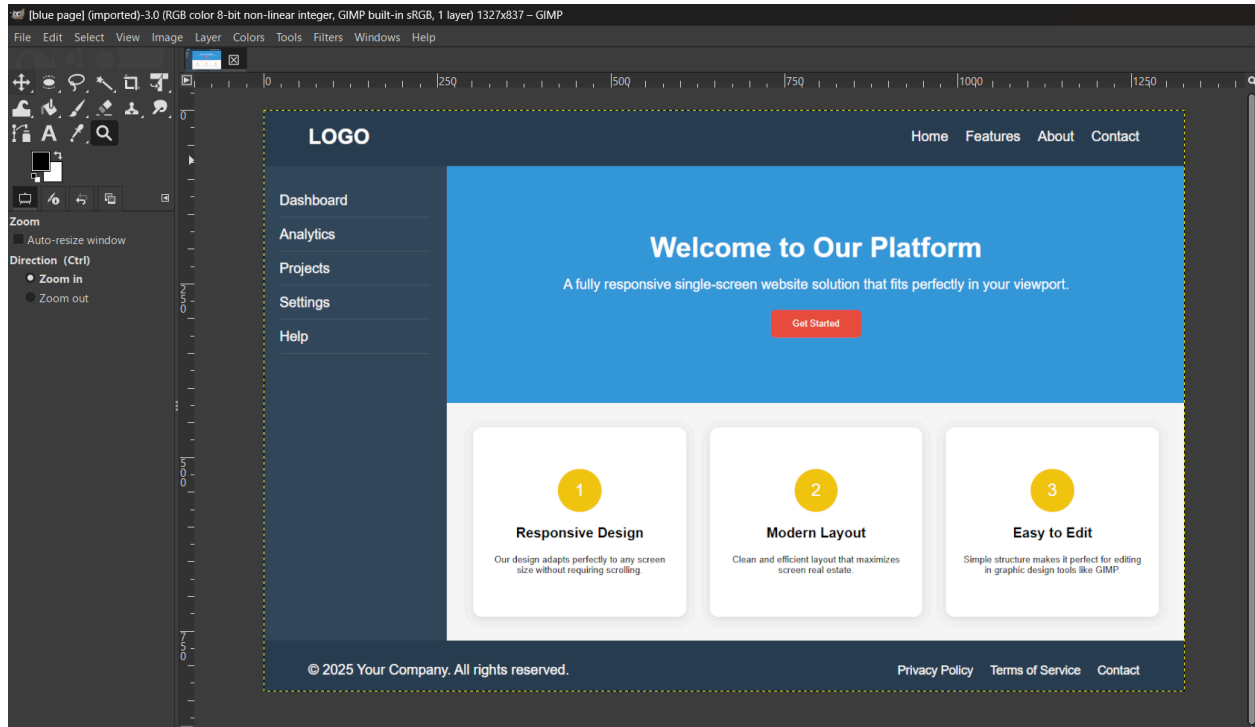 [blue page] (imported)-3.0 (RGB color 8-bit non-linear integer, GIMP built-in sRGB, 1 layer) 1327x837 – GIMP
File Edit Select View Image Layer Colors Tools Filters Windows Help
0 250 500 750 1000 1250
Zoom
Auto-resize window
Direction (Ctrl)
Zoom in
Zoom out
0
250
500
750
LOGO
Home Features About Contact
Dashboard
Analytics
Projects
Settings
Help
Welcome to Our Platform
A fully responsive single-screen website solution that fits perfectly in your viewport.
Get Started
1
Responsive Design
Our design adapts perfectly to any screen
size without requiring scrolling.
2
Modern Layout
Clean and efficient layout that maximizes
screen real estate.
3
Easy to Edit
Simple structure makes it perfect for editing
in graphic design tools like GIMP.
© 2025 Your Company. All rights reserved.
Privacy Policy Terms of Service Contact